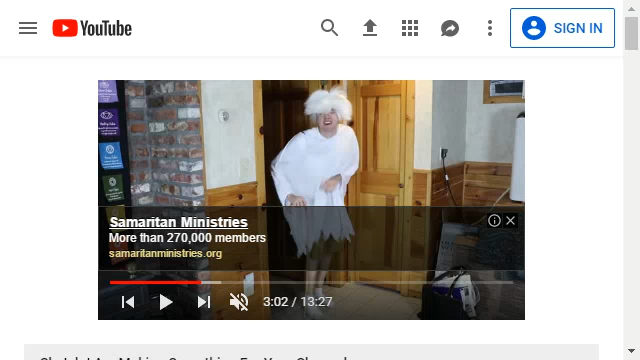 YouTube
SIGN IN
Samaritan Ministries
More than 270,000 members
samaritanministries.org
3:02 / 13:27